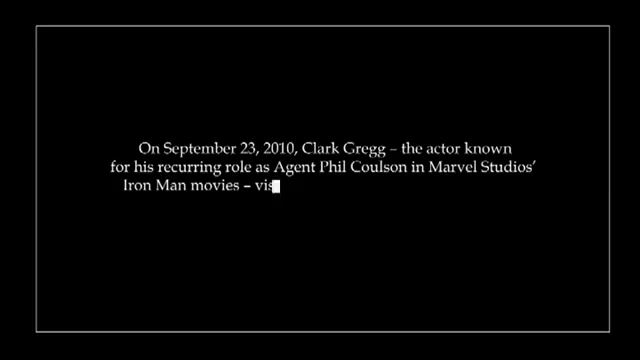 On September 23, 2010, Clark Gregg – the actor known
for his recurring role as Agent Phil Coulson in Marvel Studios’
Iron Man movies – vis